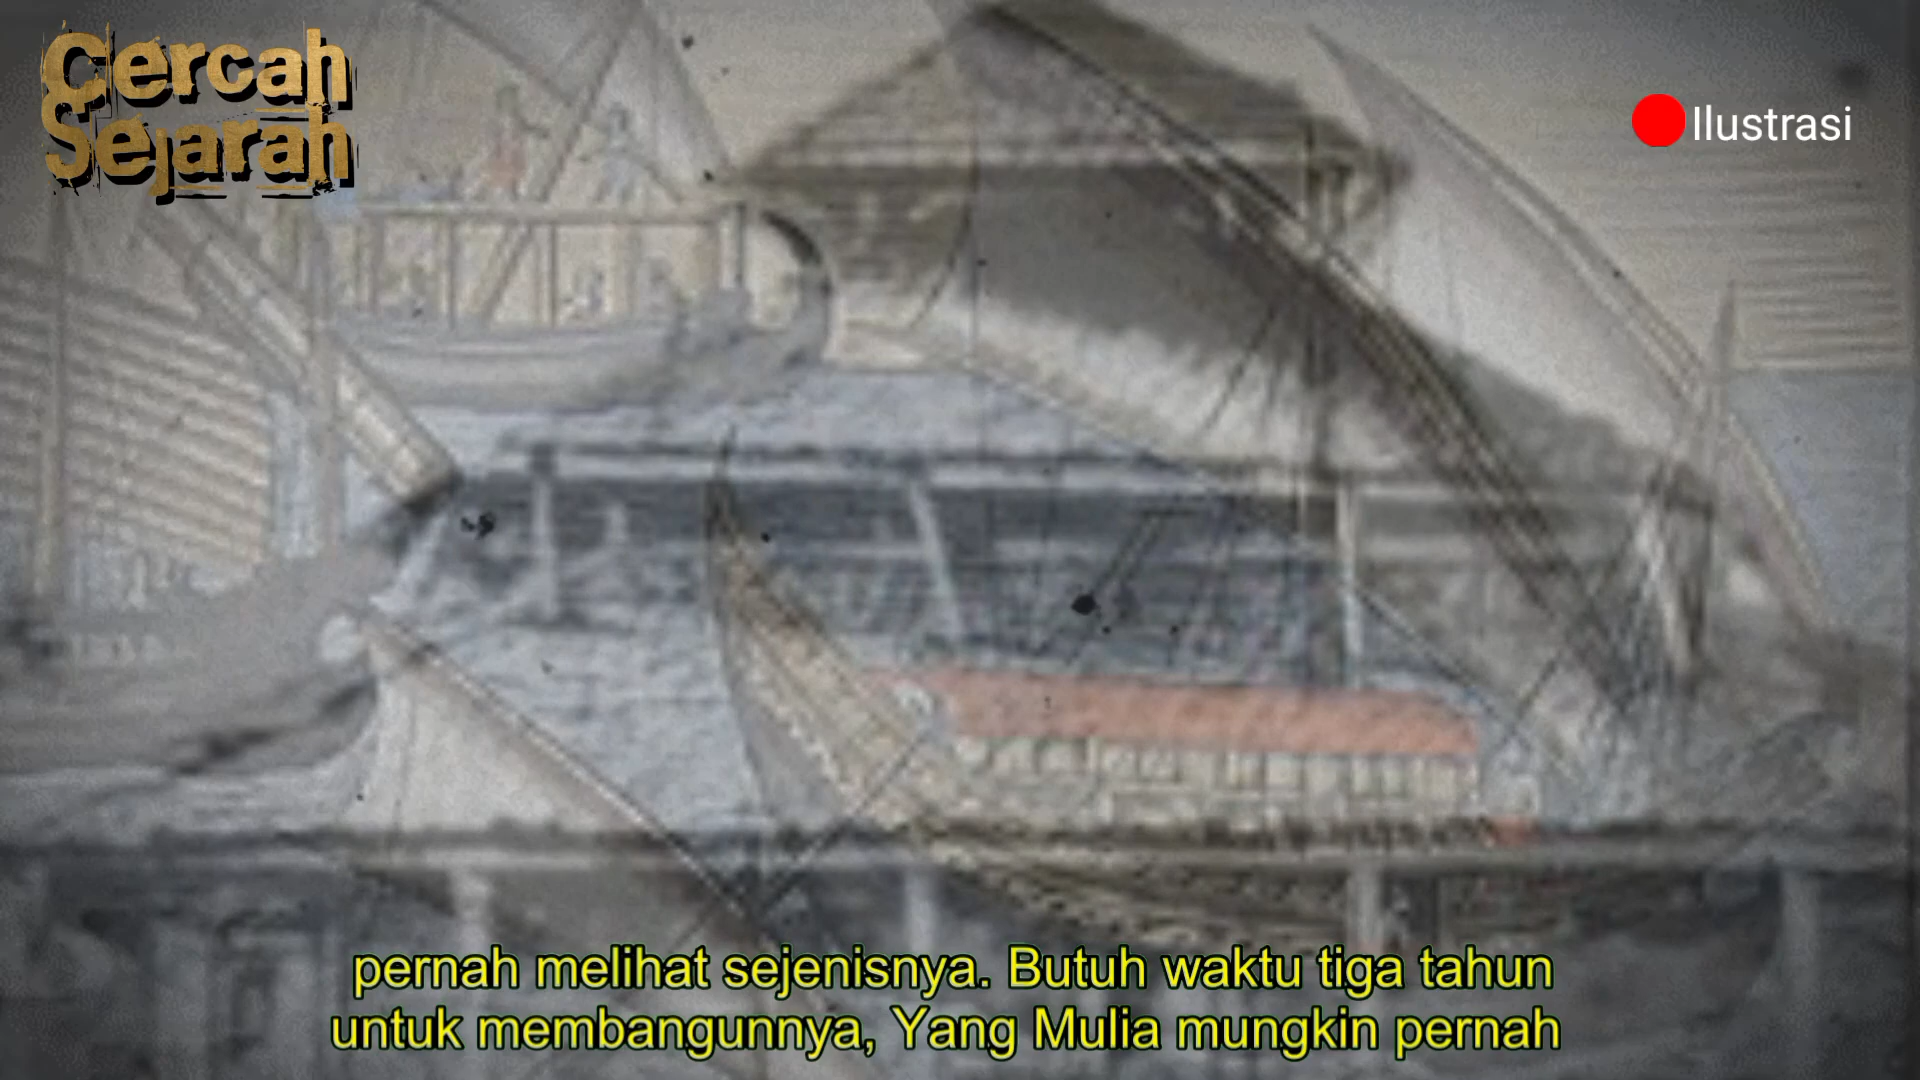 Cercah
Sejarah
Ilustrasi
pernah melihat sejenisnya. Butuh waktu tiga tahun
untuk membangunnya, Yang Mulia mungkin pernah